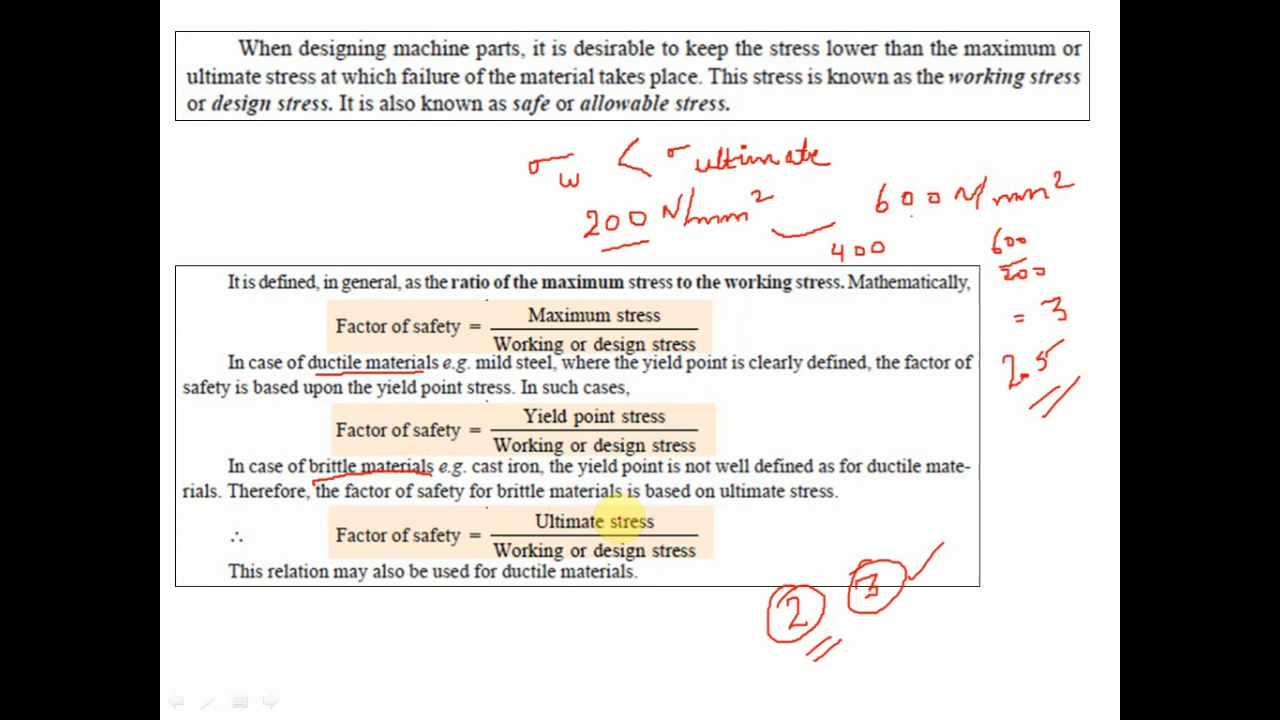 When designing machine parts, it is desirable to keep the stress lower than the maximum or
ultimate stress at which failure of the material takes place. This stress is known as the working stress
or design stress. It is also known as safe or allowable stress.
σw < σ ultimate
200 N/mm² 600 N/mm²
400
600
200
= 3
2.5
It is defined, in general, as the ratio of the maximum stress to the working stress. Mathematically,
Factor of safety = Maximum stress
Working or design stress
In case of ductile materials e.g. mild steel, where the yield point is clearly defined, the factor of
safety is based upon the yield point stress. In such cases,
Factor of safety = Yield point stress
Working or design stress
In case of brittle materials e.g. cast iron, the yield point is not well defined as for ductile mate-
rials. Therefore, the factor of safety for brittle materials is based on ultimate stress.
∴ Factor of safety = Ultimate stress
Working or design stress
This relation may also be used for ductile materials.
2 3